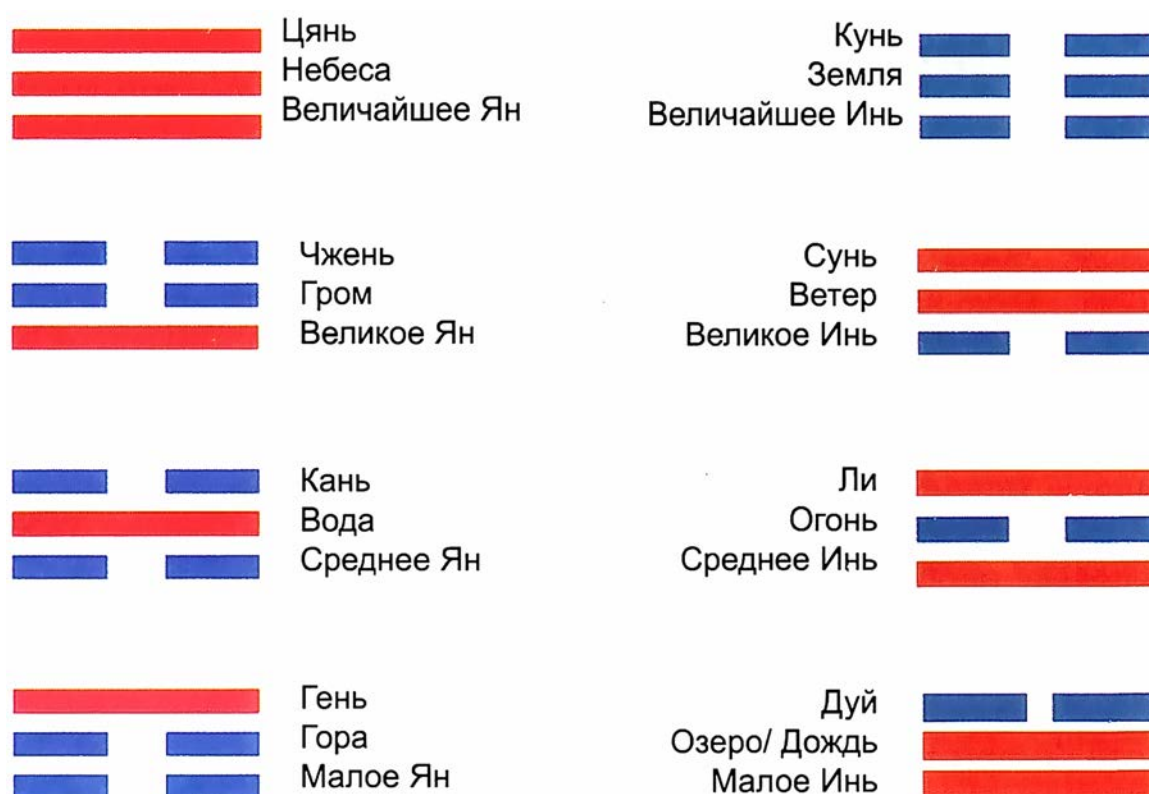 Цянь
Небеса
Величайшее Ян
Кунь
Земля
Величайшее Инь
Чжень
Гром
Великое Ян
Сунь
Ветер
Великое Инь
Кань
Вода
Среднее Ян
Ли
Огонь
Среднее Инь
Гень
Гора
Малое Ян
Дуй
Озеро/ Дождь
Малое Инь